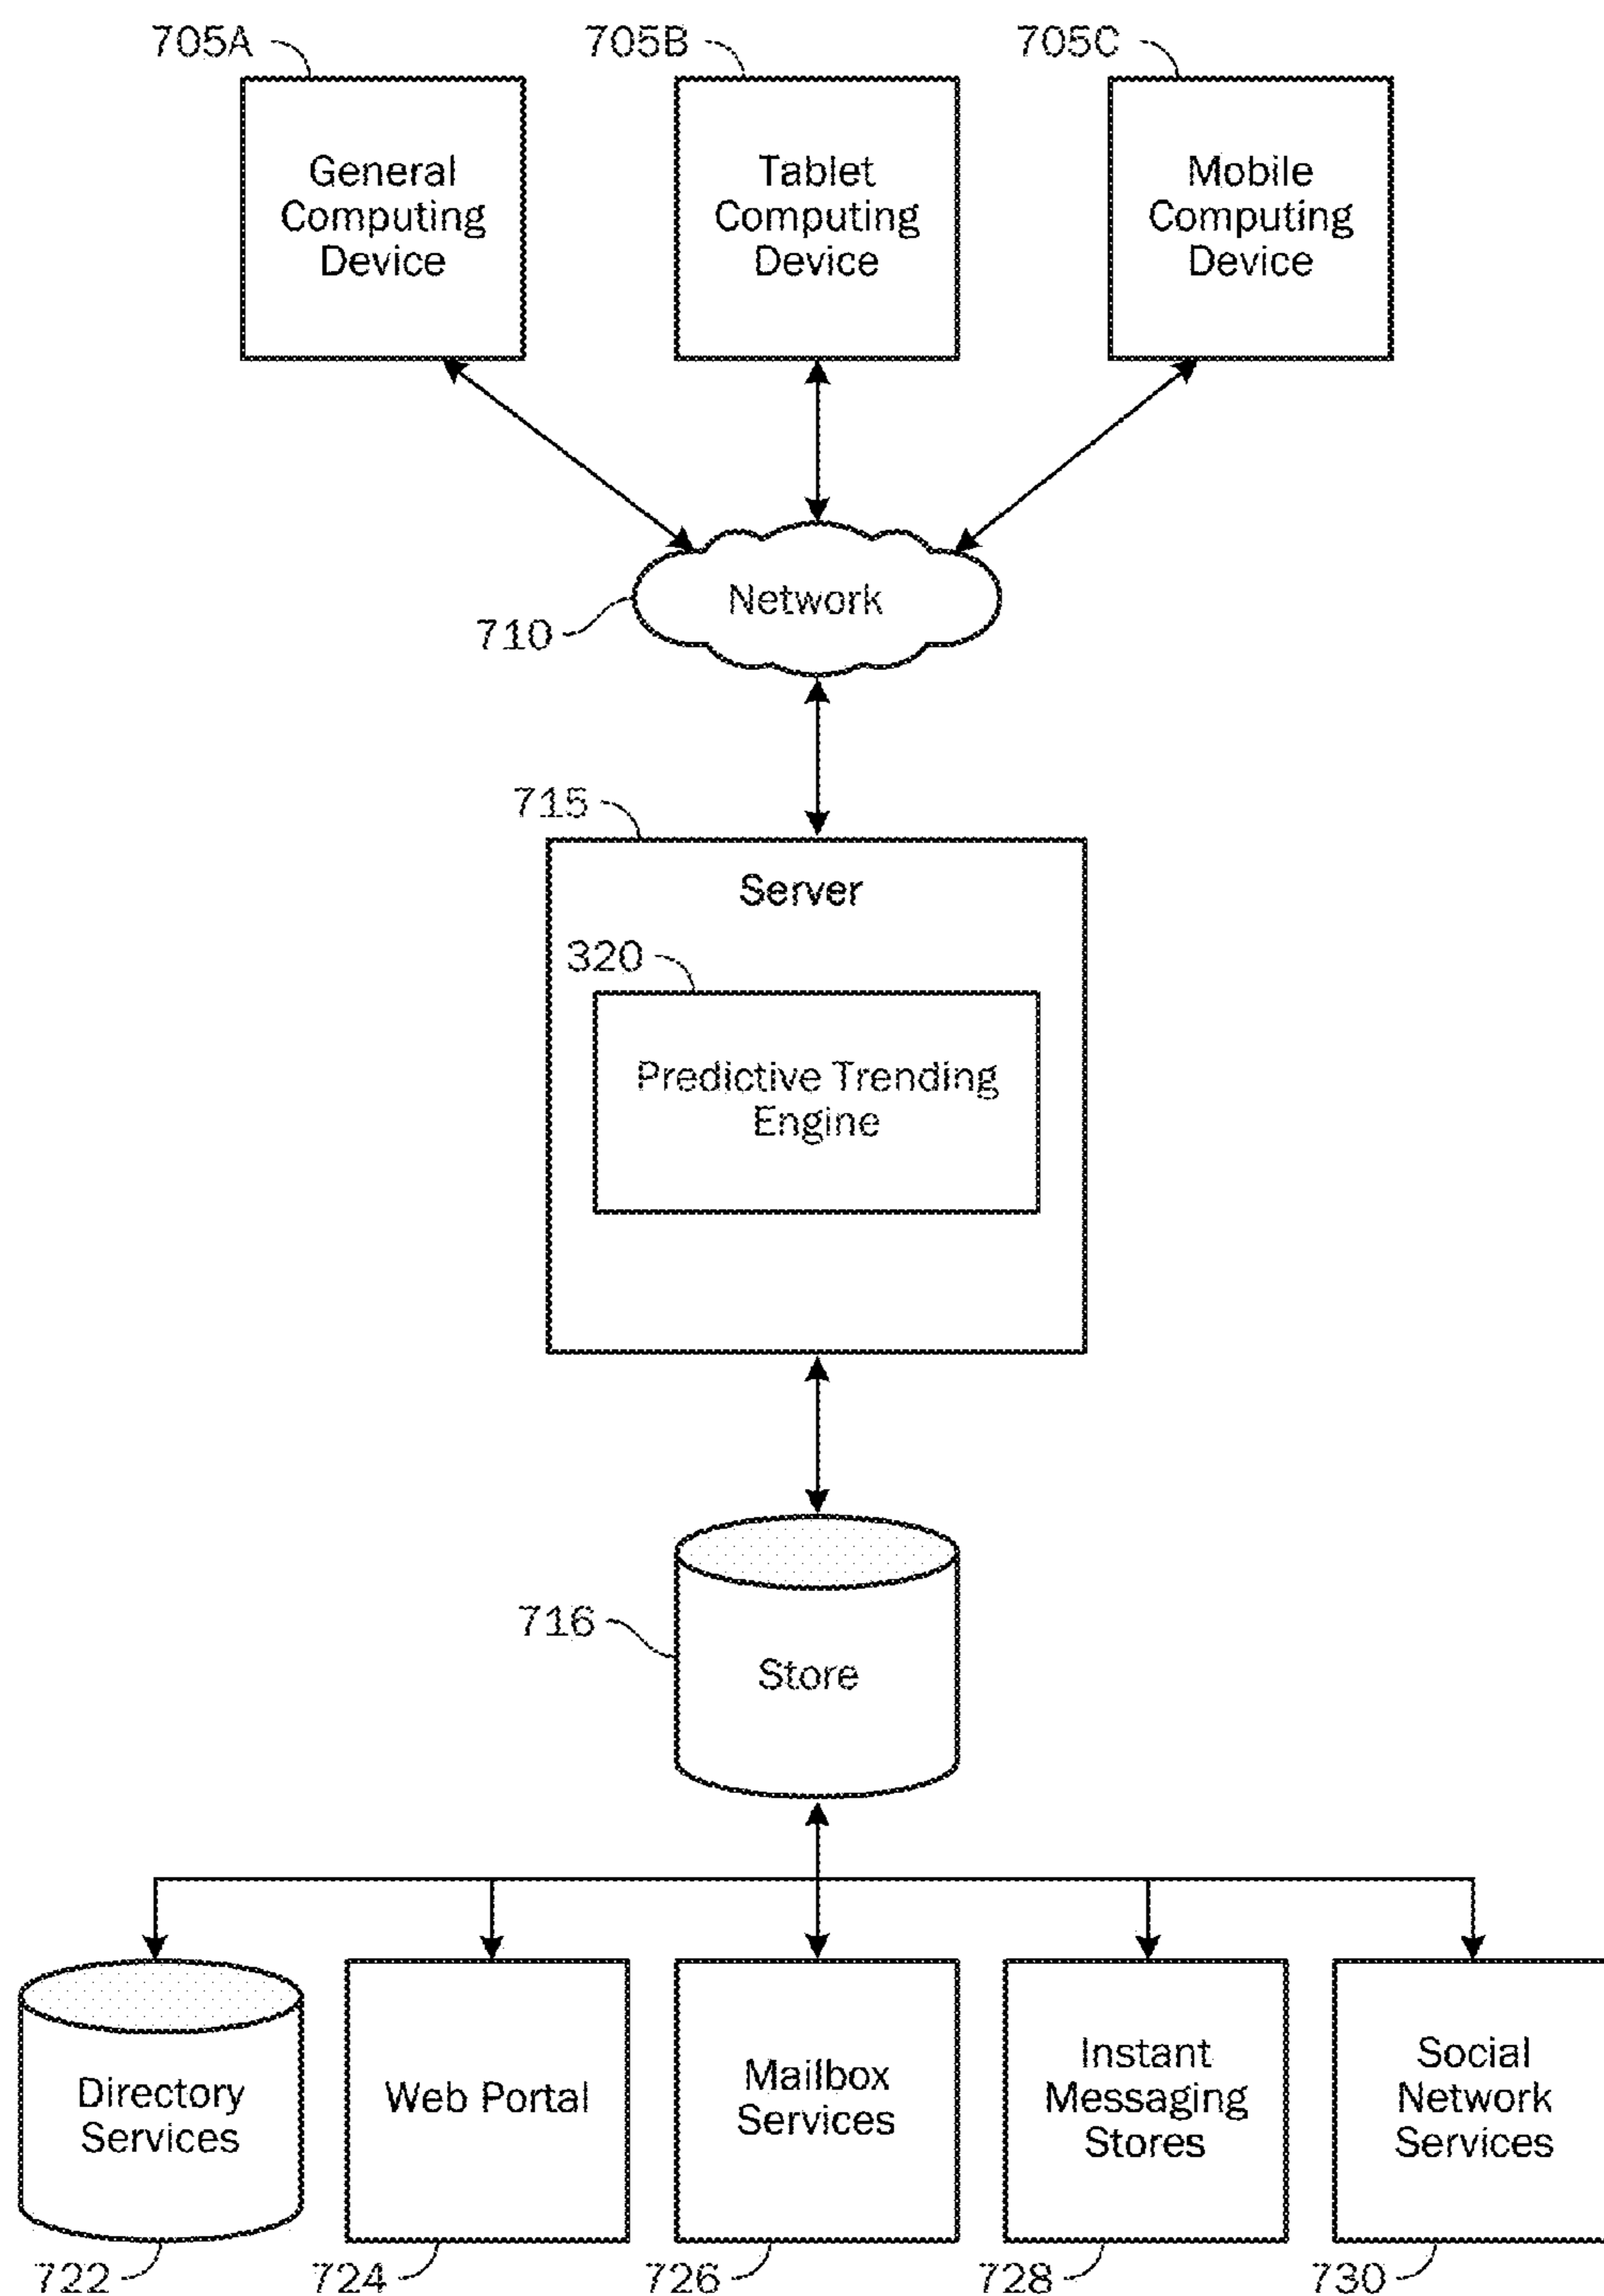 705A
705B
705C
General
Computing
Device
Tablet
Computing
Device
Mobile
Computing
Device
Network
710
715
Server
320
Predictive Trending
Engine
716
Store
Directory
Services
Web Portal
Mailbox
Services
Instant
Messaging
Stores
Social
Network
Services
722
724
726
728
730